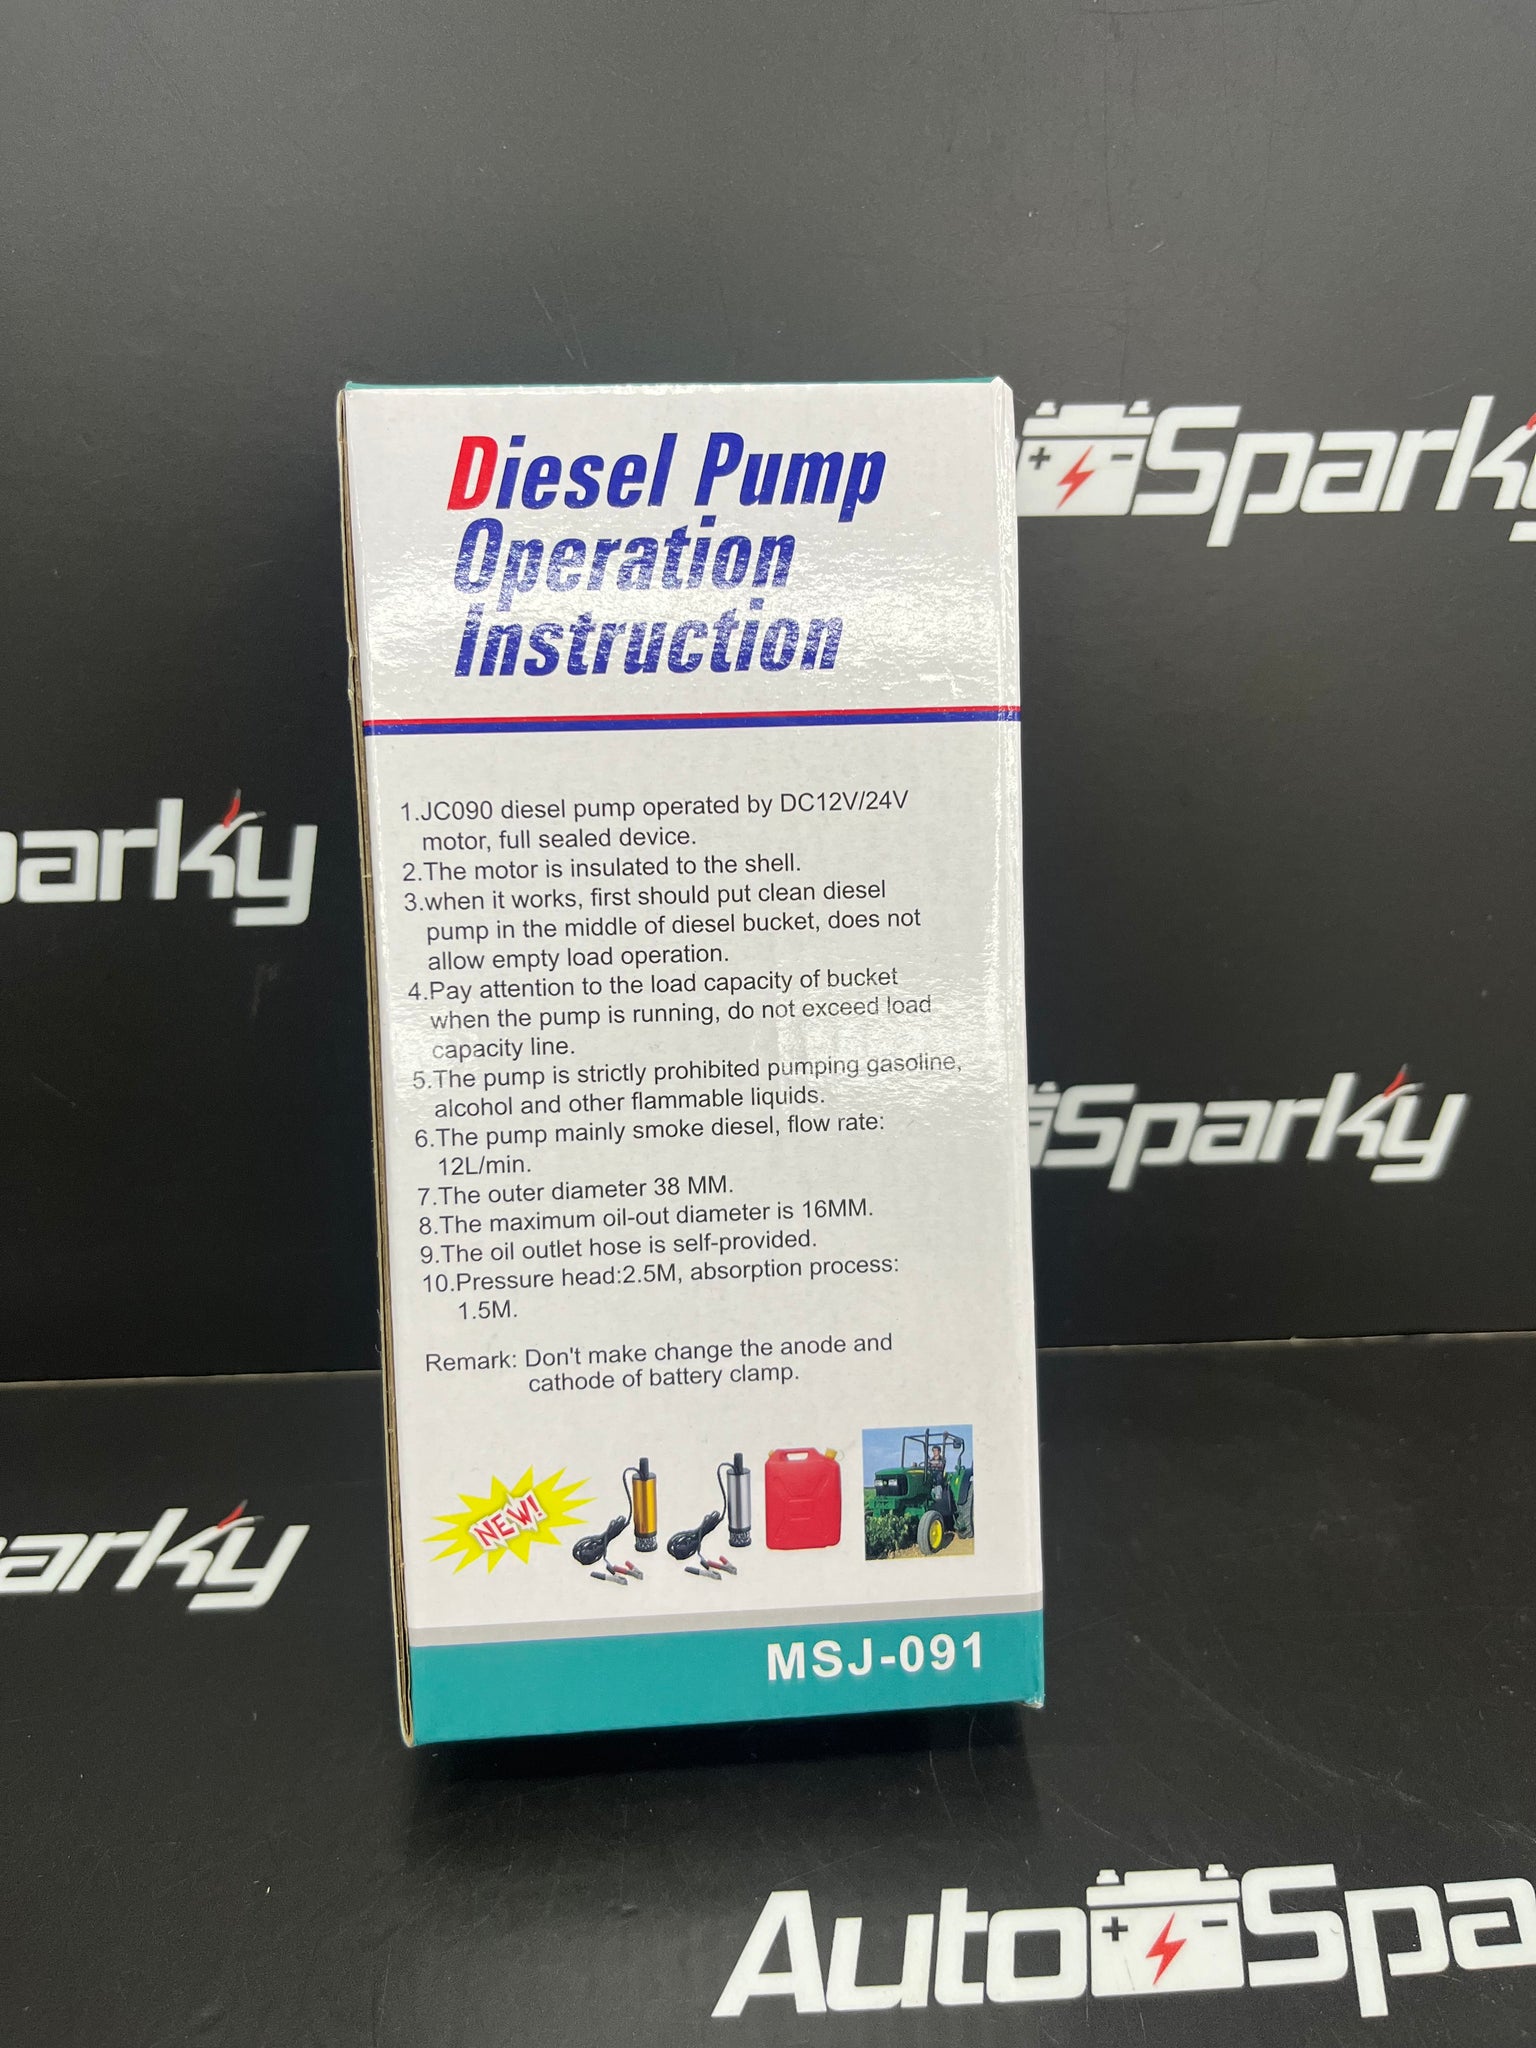 Diesel Pump
Operation
Instruction
Sparky
Sparky
1.JC090 diesel pump operated by DC12V/24V
motor, full sealed device.
2.The motor is insulated to the shell.
3.when it works, first should put clean diesel
pump in the middle of diesel bucket, does not
allow empty load operation.
4.Pay attention to the load capacity of bucket
when the pump is running, do not exceed load
capacity line.
5.The pump is strictly prohibited pumping gasoline,
alcohol and other flammable liquids.
6.The pump mainly smoke diesel, flow rate:
12L/min.
7.The outer diameter 38 MM.
8.The maximum oil-out diameter is 16MM.
9.The oil outlet hose is self-provided.
10.Pressure head:2.5M, absorption process:
1.5M.
Remark: Don't make change the anode and
cathode of battery clamp.
Sparky
NEW!
parky
MSJ-091
Auto Spa